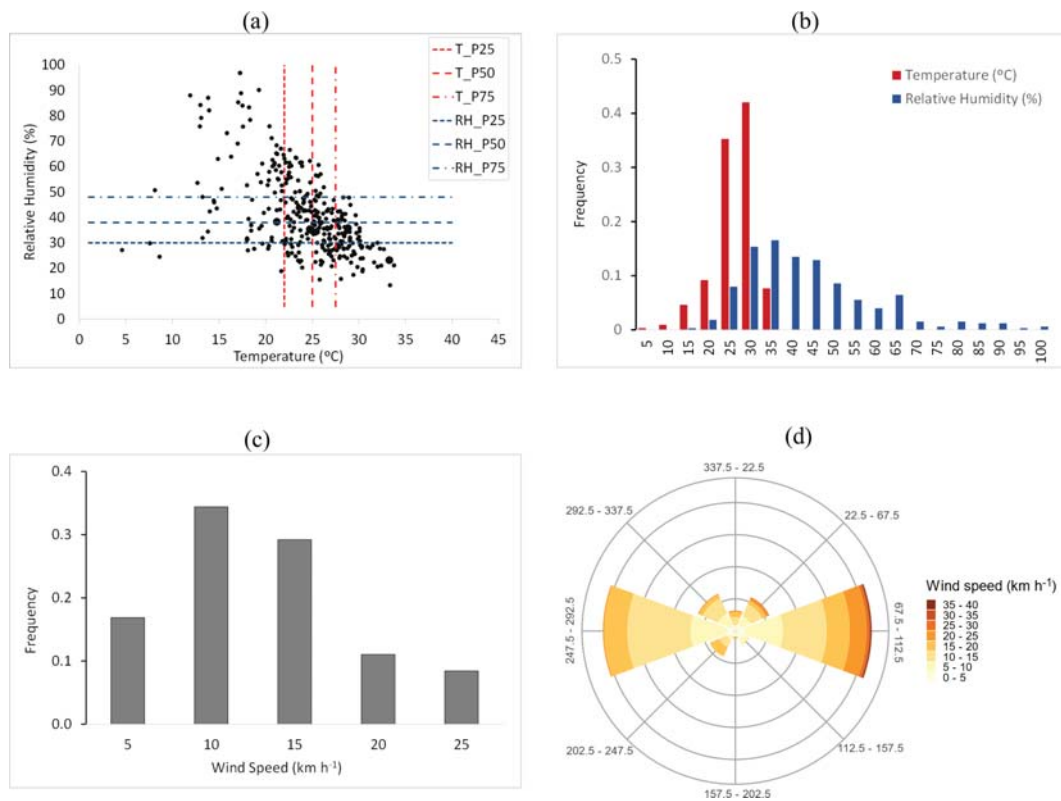 (a)
Relative Humidity (%)
100
90
80
70
60
50
40
30
20
10
0
0 5 10 15 20 25 30 35 40 45
Temperature (ºC)
T_P25
T_P50
T_P75
RH_P25
RH_P50
RH_P75
(b)
Frequency
0.5
0.4
0.3
0.2
0.1
0
5 10 15 20 25 30 35 40 45 50 55 60 65 70 75 80 85 90 95 100
Temperature (ºC)
Relative Humidity (%)
(c)
Frequency
0.4
0.3
0.2
0.1
0.0
5 10 15 20 25
Wind Speed (km h⁻¹)
(d)
337.5 - 22.5
22.5 - 67.5
67.5 -
112.5
112.5 - 157.5
157.5 - 202.5
202.5 - 247.5
247.5 - 292.5
292.5 - 337.5
Wind speed (km h⁻¹)
35 - 40
30 - 35
25 - 30
20 - 25
15 - 20
10 - 15
5 - 10
0 - 5